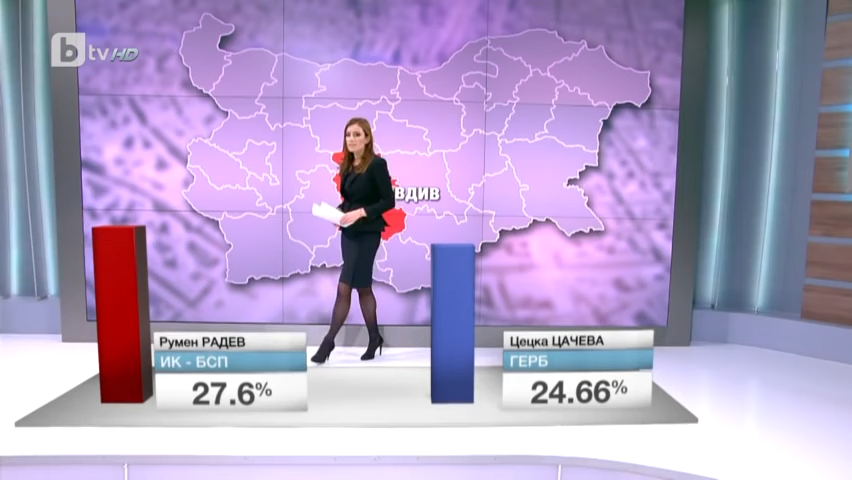 btv HD
ВДИВ
Румен РАДЕВ
ИК - БСП
27.6%
Цецка ЦАЧЕВА
ГЕРБ
24.66%